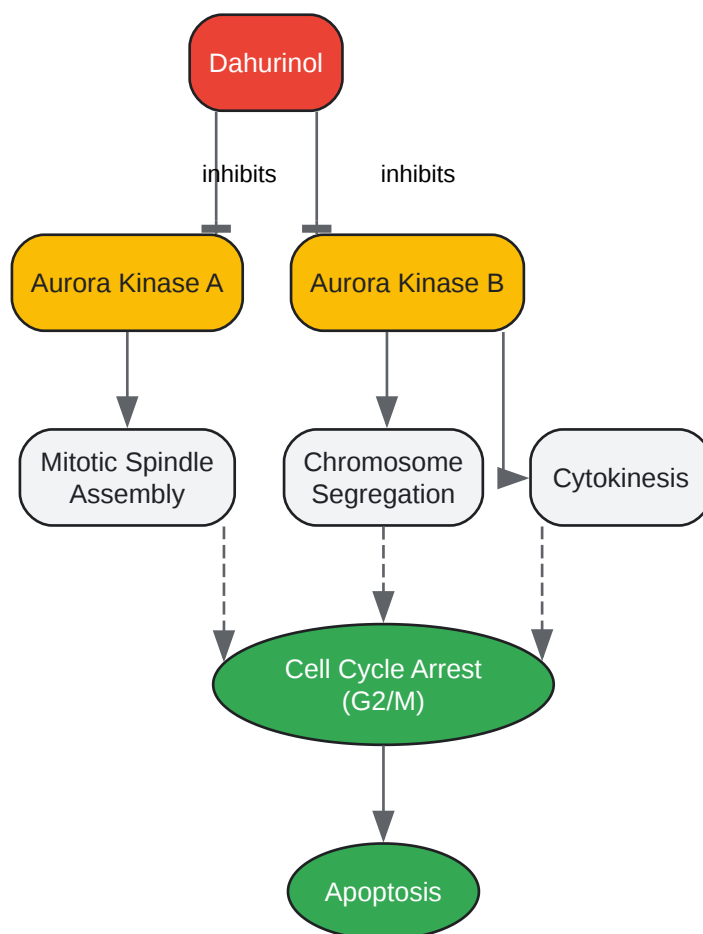 Dahurinol
inhibits
inhibits
Aurora Kinase A
Aurora Kinase B
Mitotic Spindle
Assembly
Chromosome
Segregation
Cytokinesis
Cell Cycle Arrest
(G2/M)
Apoptosis